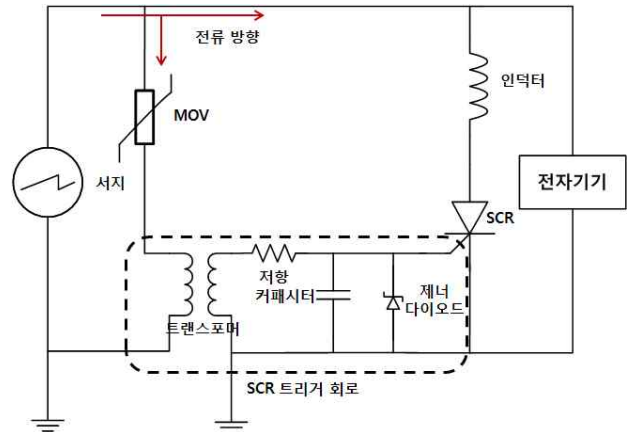 전류 방향
MOV
인덕터
서지
전자기기
SCR
저항
커패시터
제너
다이오드
트랜스포머
SCR 트리거 회로